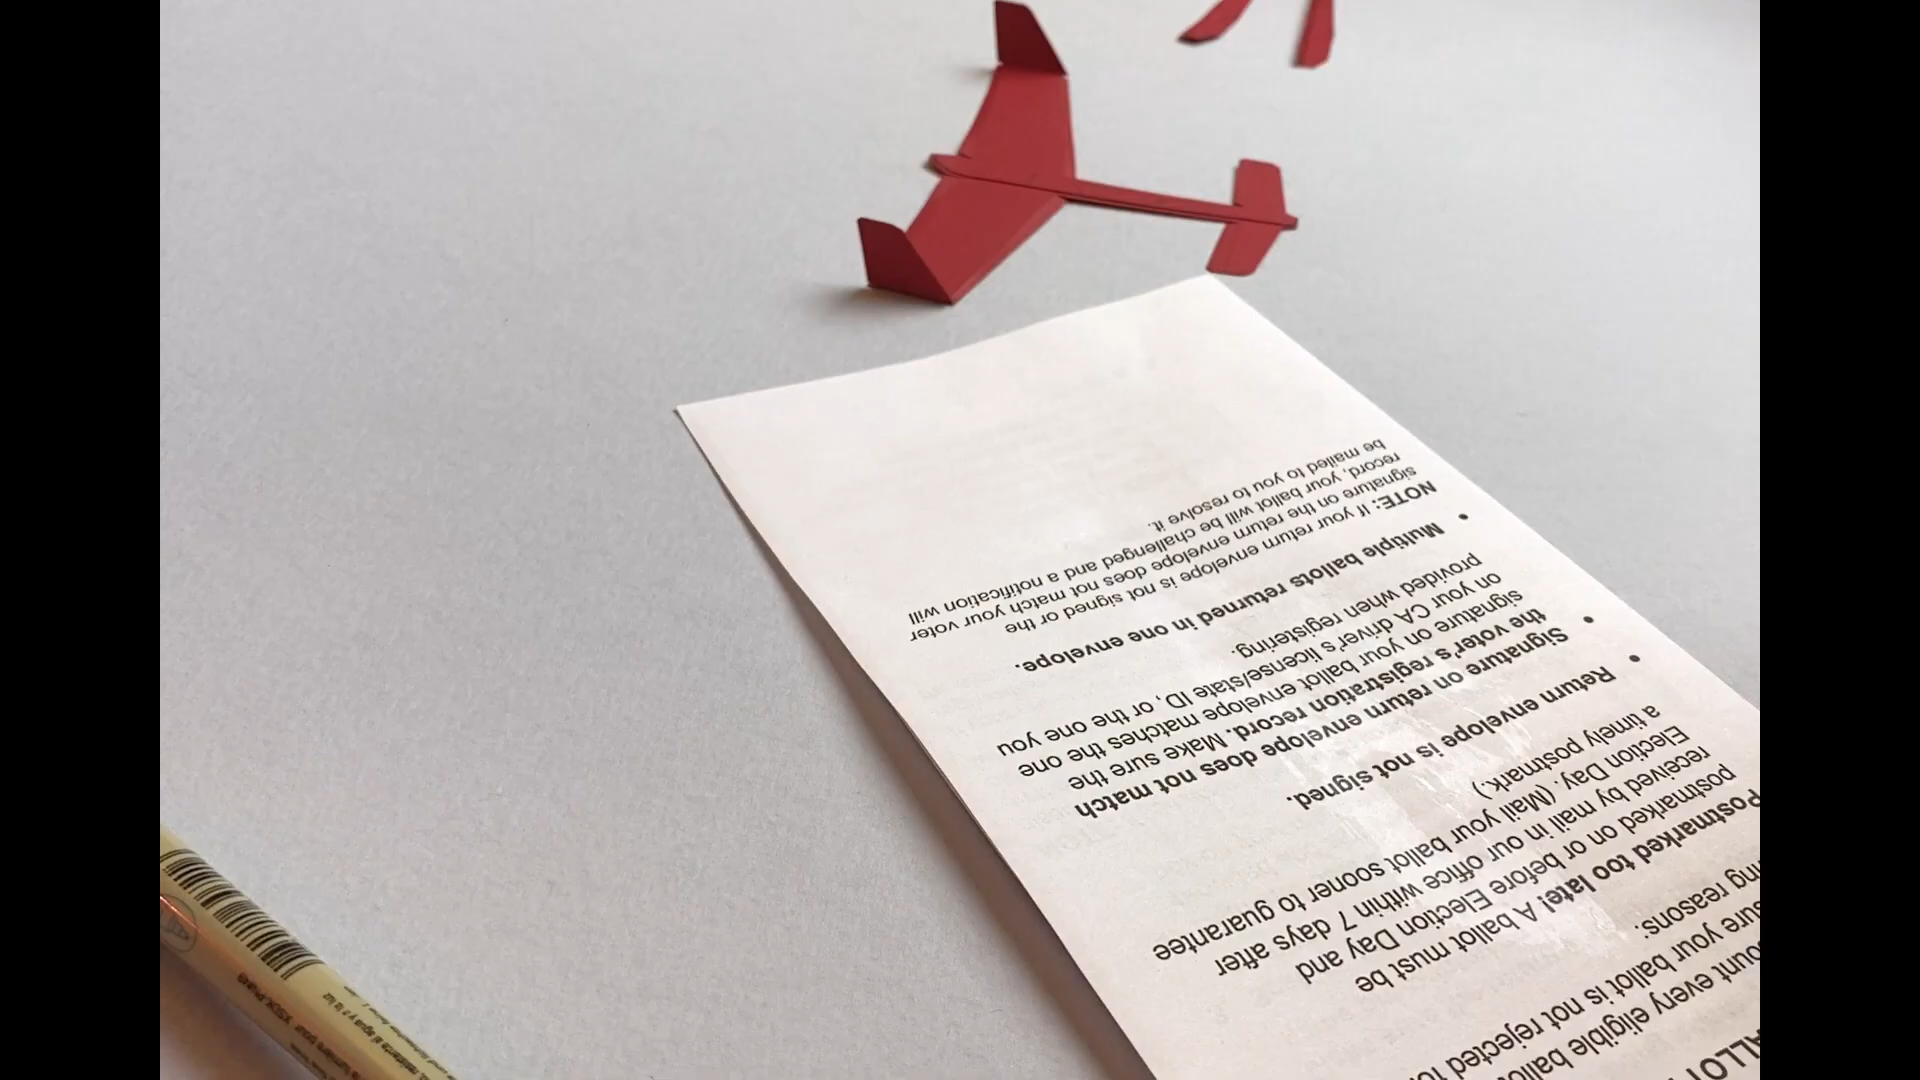 ount every eligible ballo
sure your ballot is not rejected fo
ng reasons:
Postmarked too late! A ballot must be
postmarked on or before Election Day and
received by mail in our office within 7 days after
Election Day. (Mail your ballot sooner to guarantee
a timely postmark.)
• Return envelope is not signed.
• Signature on return envelope does not match
the voter's registration record. Make sure the
signature on your ballot envelope matches the one
on your CA driver's license/state ID, or the one you
provided when registering.
• Multiple ballots returned in one envelope.
NOTE: If your return envelope is not signed or the
signature on the return envelope does not match your voter
record, your ballot will be challenged and a notification will
be mailed to you to resolve it.